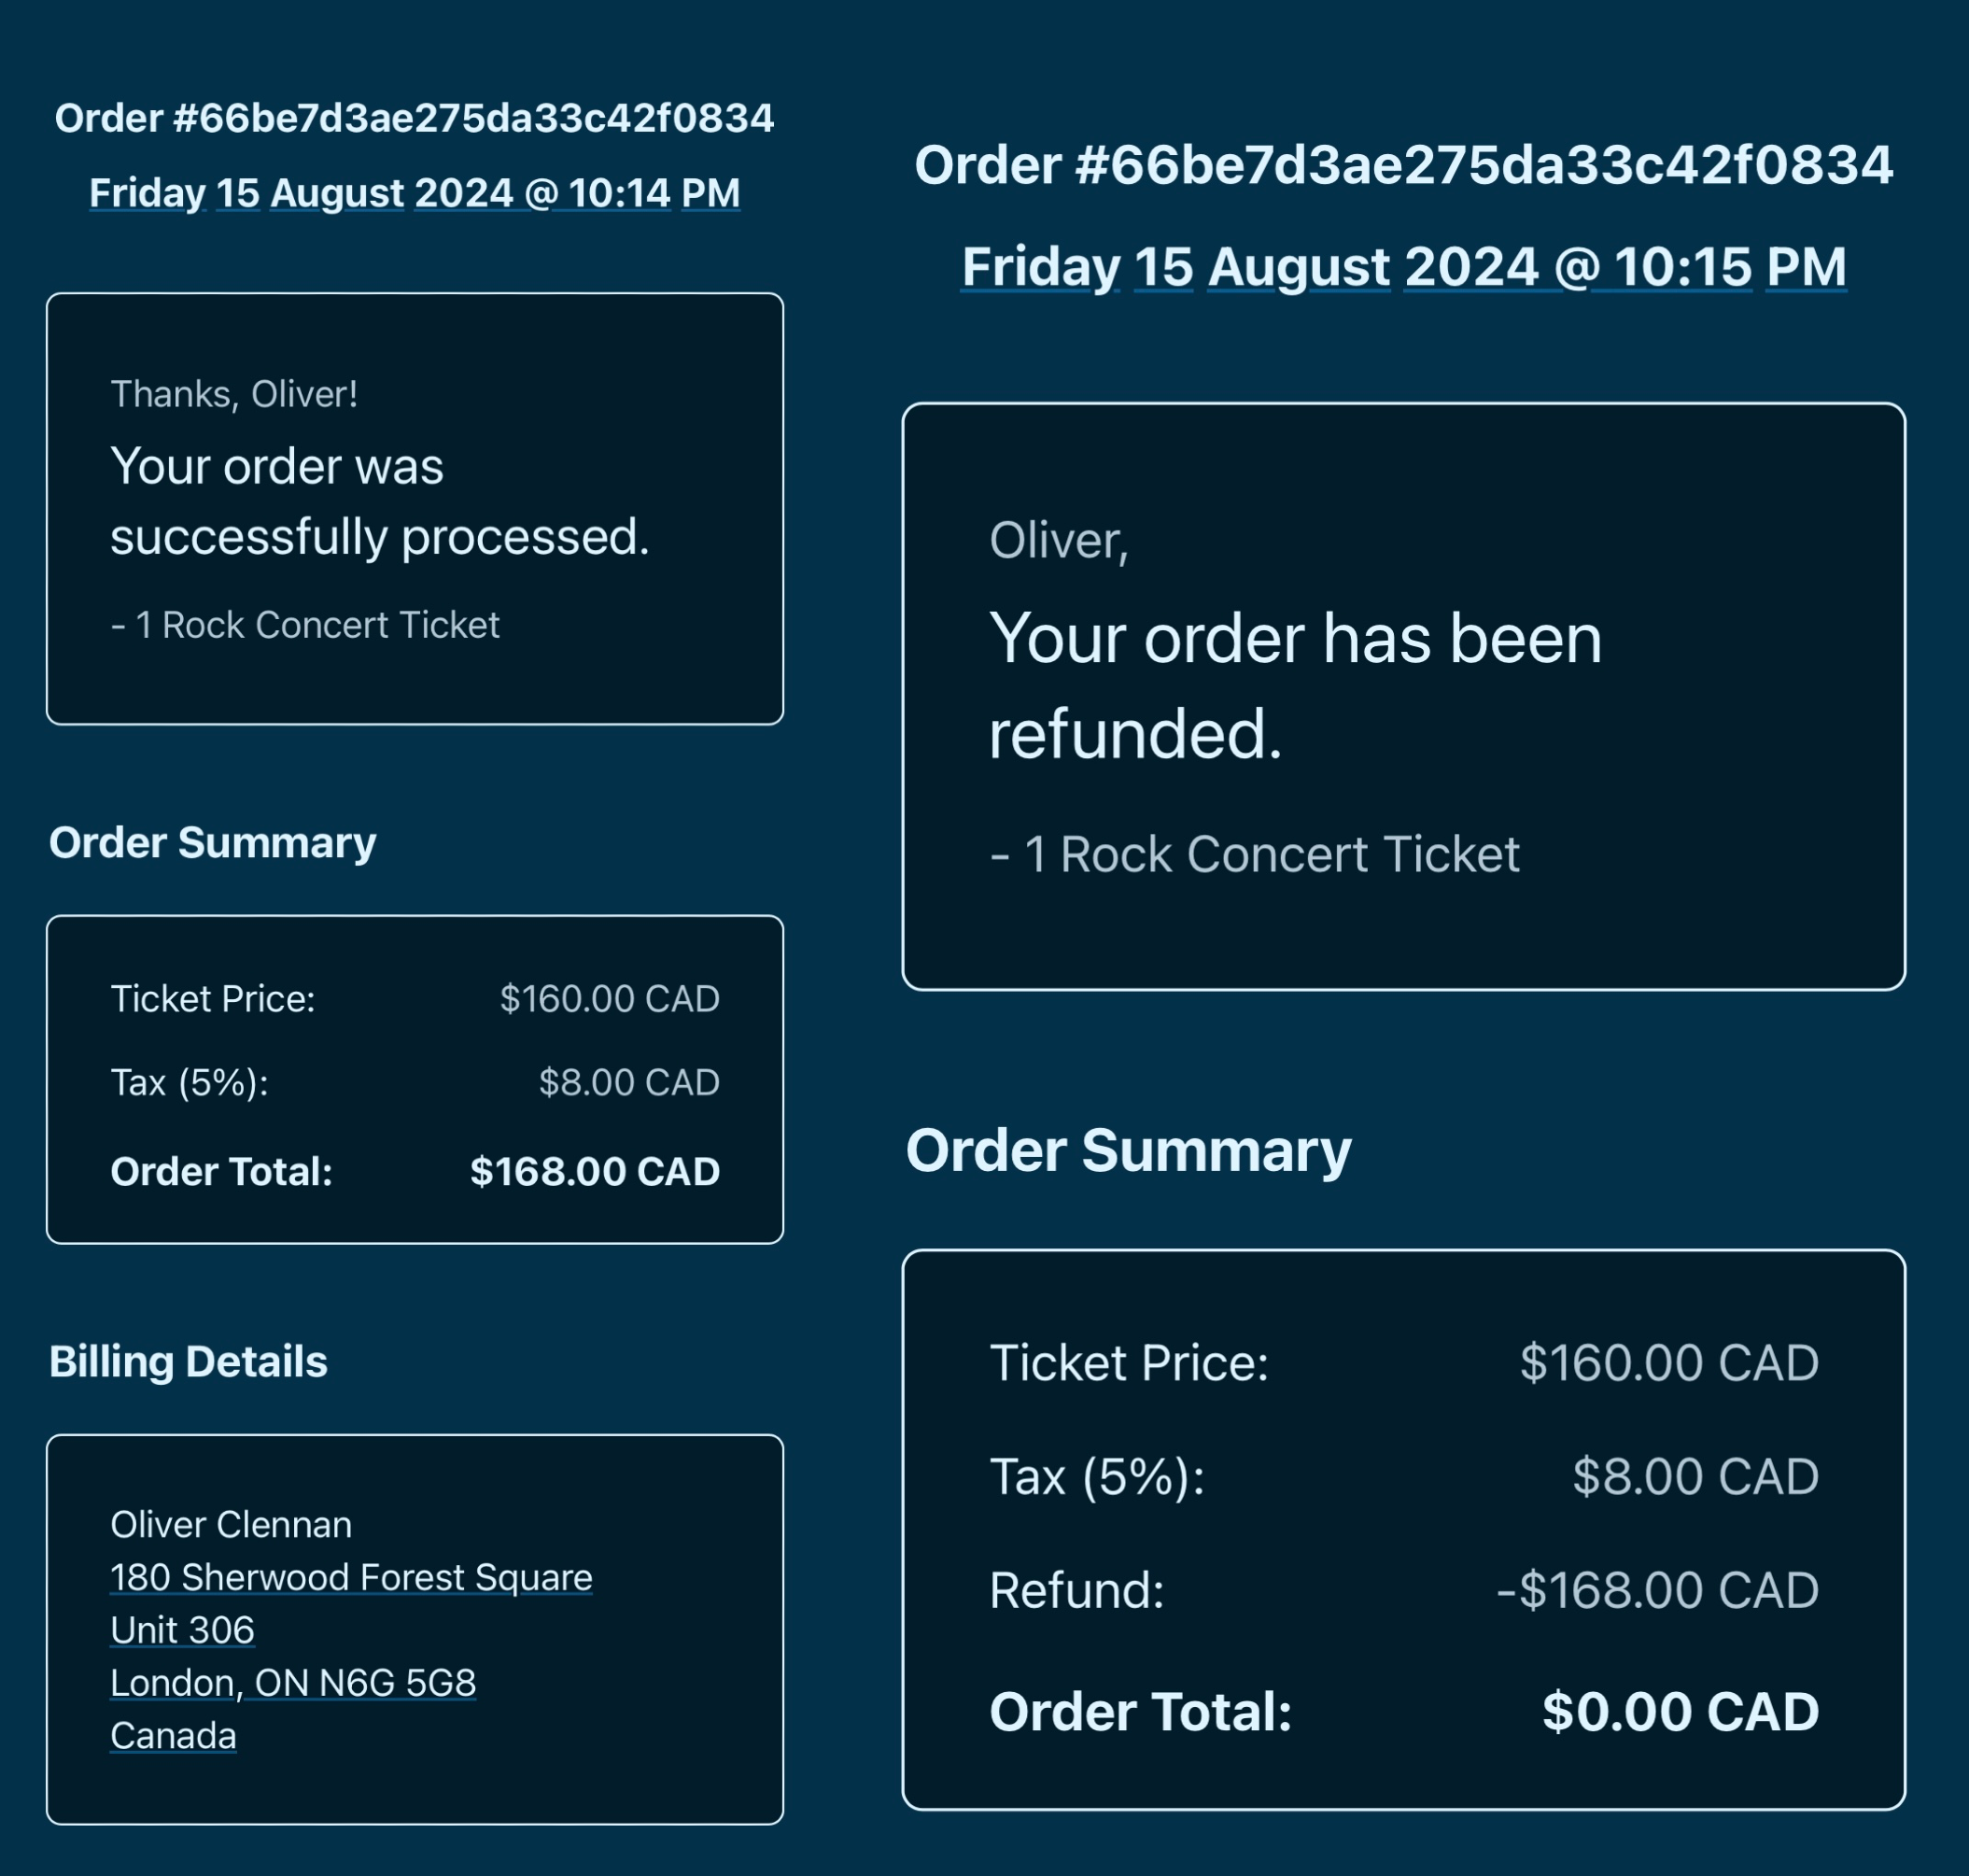 Order #66be7d3ae275da33c42f0834
Friday 15 August 2024 @ 10:14 PM
Thanks, Oliver!
Your order was
successfully processed.
- 1 Rock Concert Ticket
Order Summary
Ticket Price: $160.00 CAD
Tax (5%): $8.00 CAD
Order Total: $168.00 CAD
Billing Details
Oliver Clennan
180 Sherwood Forest Square
Unit 306
London, ON N6G 5G8
Canada
Order #66be7d3ae275da33c42f0834
Friday 15 August 2024 @ 10:15 PM
Oliver,
Your order has been
refunded.
- 1 Rock Concert Ticket
Order Summary
Ticket Price: $160.00 CAD
Tax (5%): $8.00 CAD
Refund: -$168.00 CAD
Order Total: $0.00 CAD